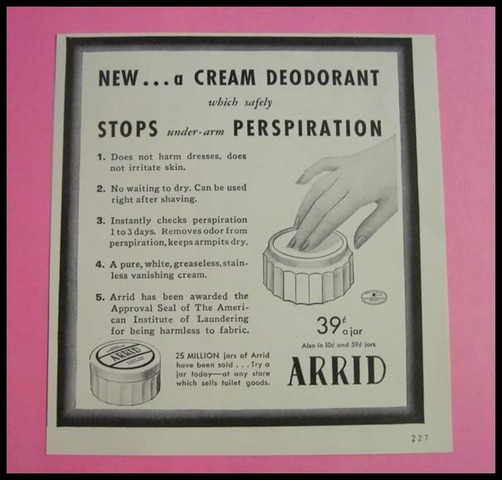 NEW...a CREAM DEODORANT
which safely
STOPS under-arm PERSPIRATION
1. Does not harm dresses, does
not irritate skin.
2. No waiting to dry. Can be used
right after shaving.
3. Instantly checks perspiration
1 to 3 days. Removes odor from
perspiration, keeps armpits dry.
4. A pure, white, greaseless, stain-
less vanishing cream.
5. Arrid has been awarded the
Approval Seal of The Ameri-
can Institute of Laundering
for being harmless to fabric.
39¢ a jar
Also in 10¢ and 59¢ jars
ARRID
25 MILLION jars of Arrid
have been sold... Try a
jar today—at any store
which sells toilet goods.
ARRID
227